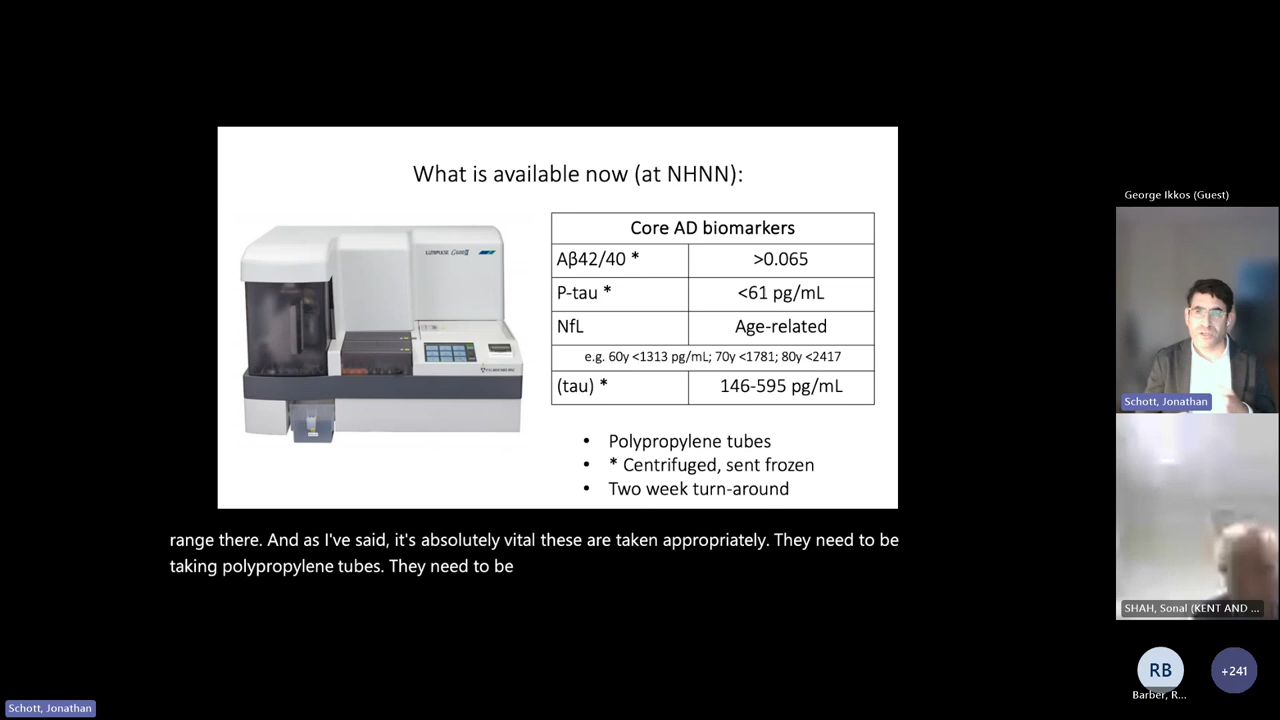 What is available now (at NHNN):
LUMIPULSE G600II
FUJIREBIO
Core AD biomarkers
Aβ42/40 * >0.065
P-tau * <61 pg/mL
NfL Age-related
e.g. 60y <1313 pg/mL; 70y <1781; 80y <2417
(tau) * 146-595 pg/mL
• Polypropylene tubes
• * Centrifuged, sent frozen
• Two week turn-around
range there. And as I've said, it's absolutely vital these are taken appropriately. They need to be
taking polypropylene tubes. They need to be
George Ikkos (Guest)
Schott, Jonathan
SHAH, Sonal (KENT AND ...
RB
Barber, R...
+241
Schott, Jonathan